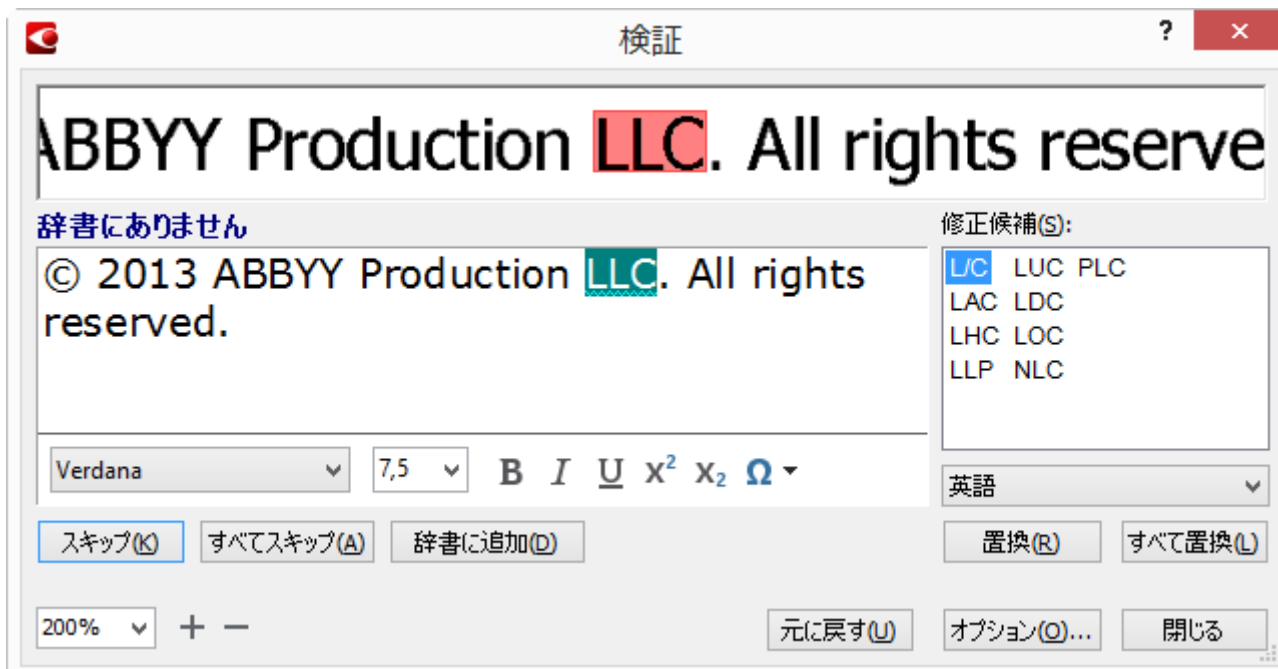 検証
?
ABBYY Production LLC. All rights reserve
辞書にありません
修正候補(S):
© 2013 ABBYY Production LLC. All rights
reserved.
L/C LUC PLC
LAC LDC
LHC LOC
LLP NLC
Verdana 7,5 B I U X² X₂ Ω
英語
スキップ(K) すべてスキップ(A) 辞書に追加(D) 置換(R) すべて置換(L)
200% + − 元に戻す(U) オプション(O)... 閉じる